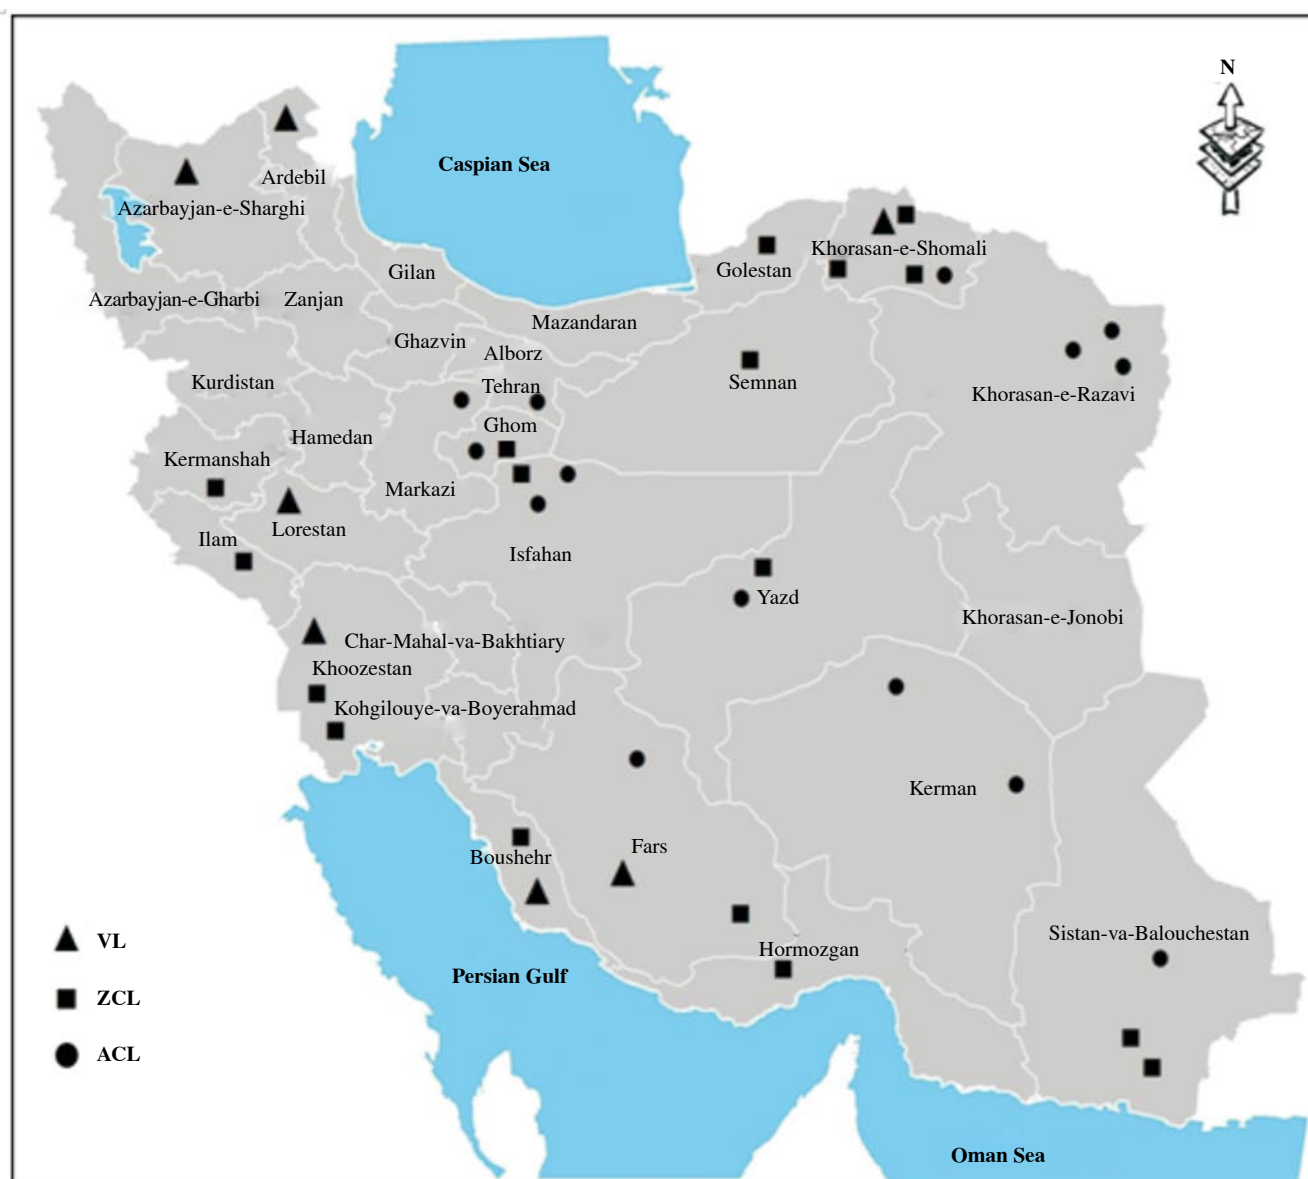 N
Caspian Sea
Ardebil
Azarbayjan-e-Sharghi
Khorasan-e-Shomali
Golestan
Gilan
Azarbayjan-e-Gharbi
Zanjan
Mazandaran
Ghazvin
Alborz
Kurdistan
Tehran
Semnan
Khorasan-e-Razavi
Ghom
Hamedan
Kermanshah
Markazi
Lorestan
Ilam
Isfahan
Yazd
Khorasan-e-Jonobi
Char-Mahal-va-Bakhtiary
Khoozestan
Kohgilouye-va-Boyerahmad
Kerman
Fars
Boushehr
Sistan-va-Balouchestan
Hormozgan
Persian Gulf
VL
ZCL
ACL
Oman Sea